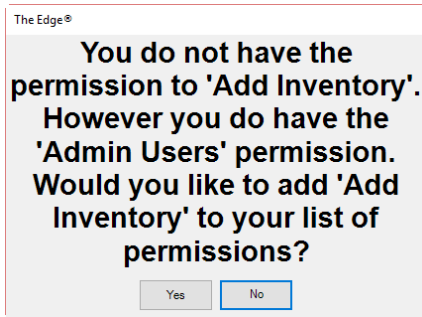 The Edge®
You do not have the
permission to 'Add Inventory'.
However you do have the
'Admin Users' permission.
Would you like to add 'Add
Inventory' to your list of
permissions?
Yes No